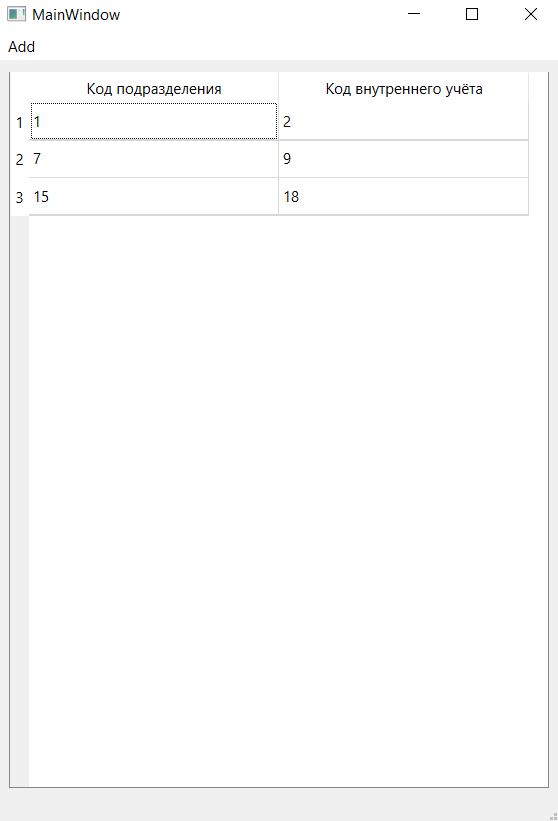 MainWindow
Add
Код подразделения Код внутреннего учёта
1 1 2
2 7 9
3 15 18